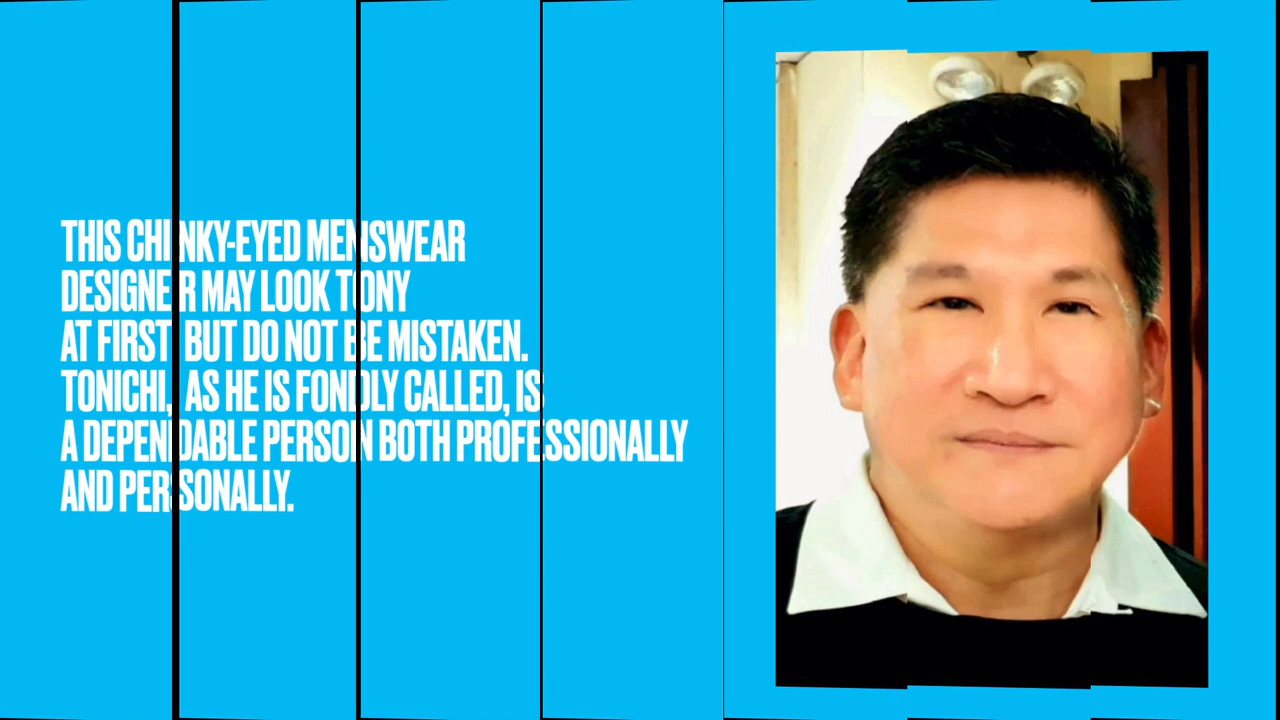 THIS CHINKY-EYED MENSWEAR
DESIGNER MAY LOOK TONY
AT FIRST BUT DO NOT BE MISTAKEN.
TONICHI, AS HE IS FONDLY CALLED, IS
A DEPENDABLE PERSON BOTH PROFESSIONALLY
AND PERSONALLY.